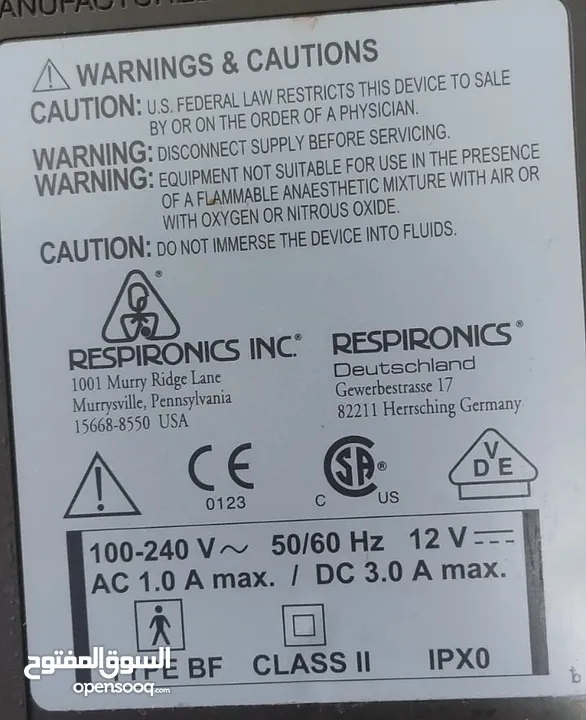 WARNINGS & CAUTIONS
CAUTION: U.S. FEDERAL LAW RESTRICTS THIS DEVICE TO SALE
BY OR ON THE ORDER OF A PHYSICIAN.
WARNING: DISCONNECT SUPPLY BEFORE SERVICING.
WARNING: EQUIPMENT NOT SUITABLE FOR USE IN THE PRESENCE
OF A FLAMMABLE ANAESTHETIC MIXTURE WITH AIR OR
WITH OXYGEN OR NITROUS OXIDE.
CAUTION: DO NOT IMMERSE THE DEVICE INTO FLUIDS.
RESPIRONICS INC.®
1001 Murry Ridge Lane
Murrysville, Pennsylvania
15668-8550 USA
RESPIRONICS®
Deutschland
Gewerbestrasse 17
82211 Herrsching Germany
CE
0123
SA®
C US
VDE
100-240 V~ 50/60 Hz 12 V
AC 1.0 A max. / DC 3.0 A max.
TYPE BF CLASS II IPX0
السوق المفتوح
opensooq.com